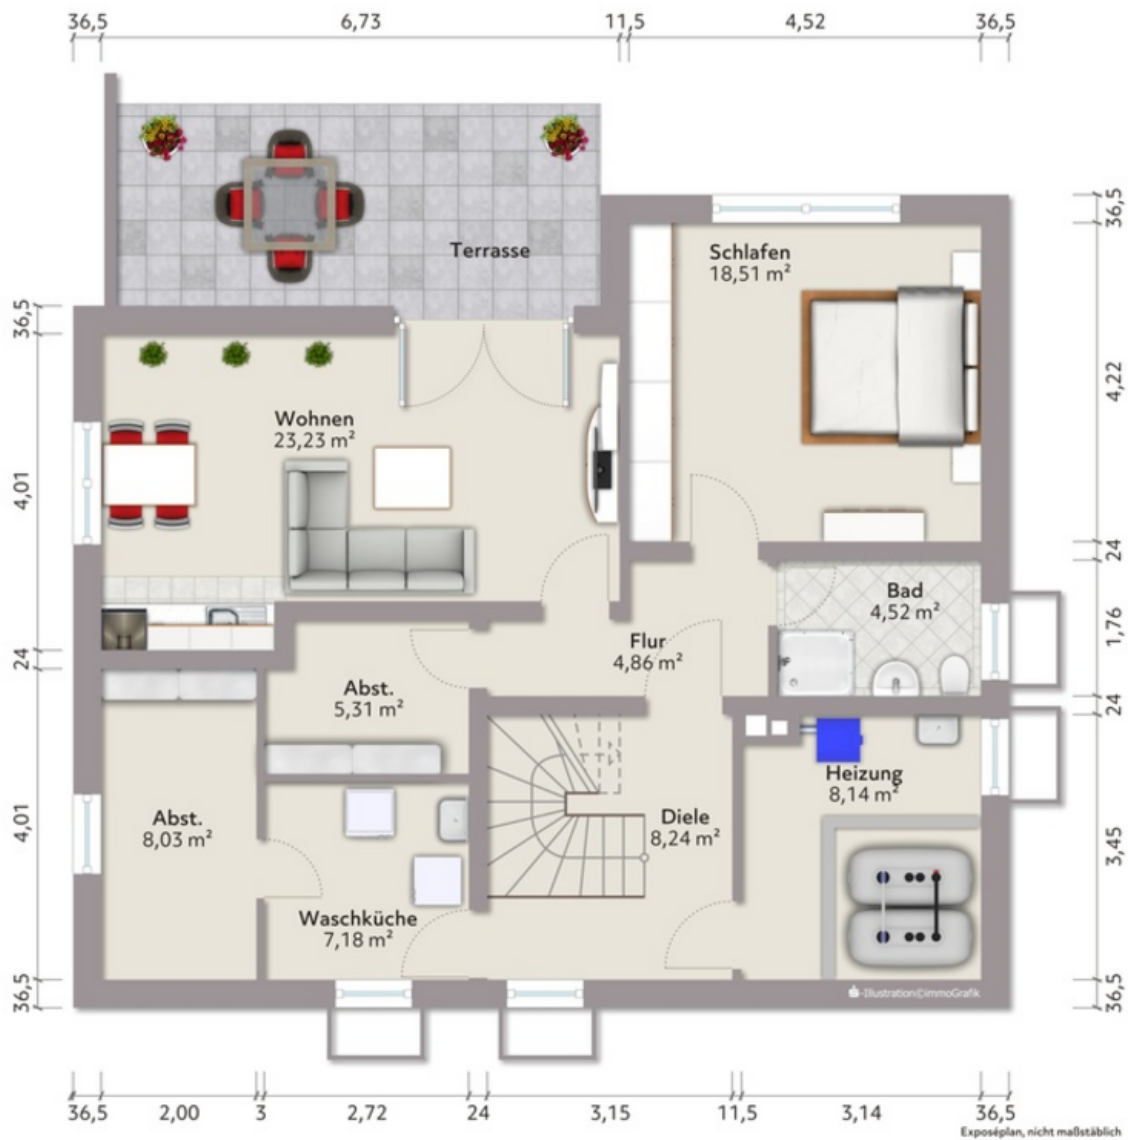 36,5 6,73 11,5 4,52 36,5
Terrasse
Schlafen
18,51 m²
36,5
4,22
24
1,76
24
3,45
36,5
36,5
4,01
24
4,01
36,5
Wohnen
23,23 m²
Bad
4,52 m²
Flur
4,86 m²
Abst.
5,31 m²
Heizung
8,14 m²
Abst.
8,03 m²
Diele
8,24 m²
Waschküche
7,18 m²
-Illustration©immoGrafik
36,5 2,00 3 2,72 24 3,15 11,5 3,14 36,5
Exposéplan, nicht maßstäblich